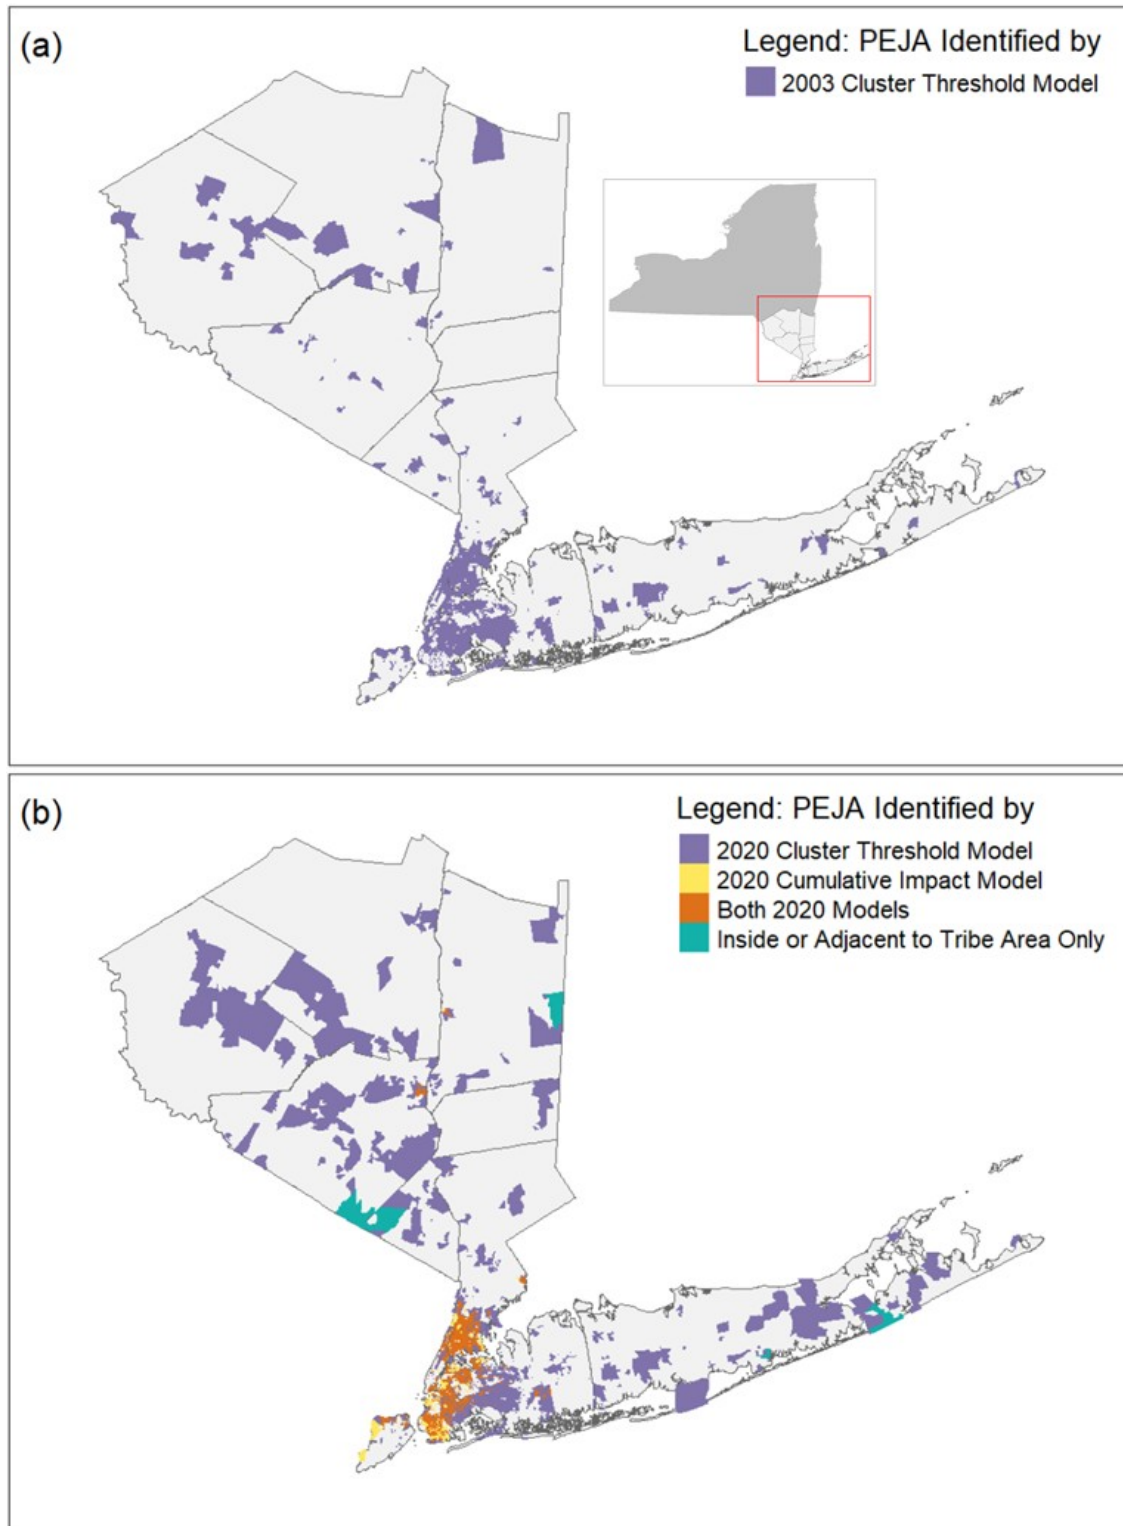 (a)
Legend: PEJA Identified by
2003 Cluster Threshold Model
(b)
Legend: PEJA Identified by
2020 Cluster Threshold Model
2020 Cumulative Impact Model
Both 2020 Models
Inside or Adjacent to Tribe Area Only